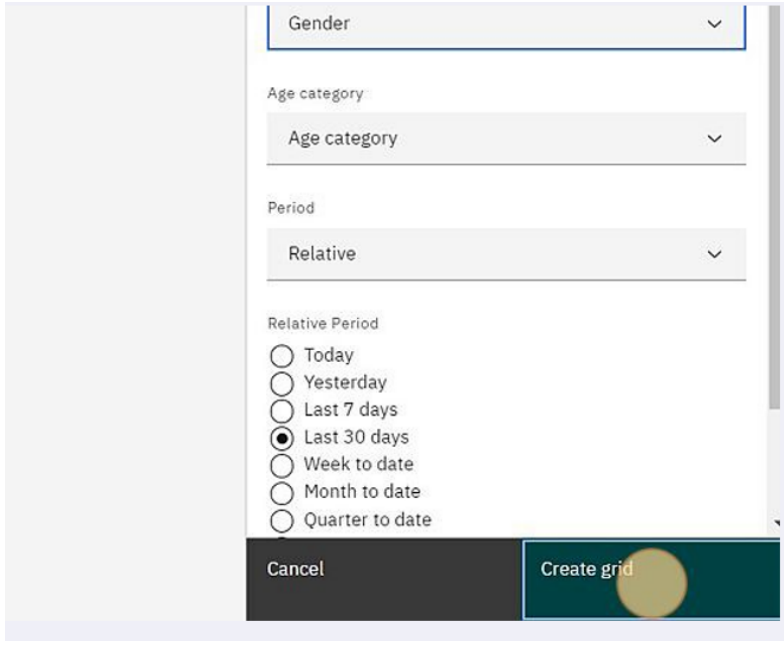 Gender
Age category
Age category
Period
Relative
Relative Period
Today
Yesterday
Last 7 days
Last 30 days
Week to date
Month to date
Quarter to date
Cancel
Create grid